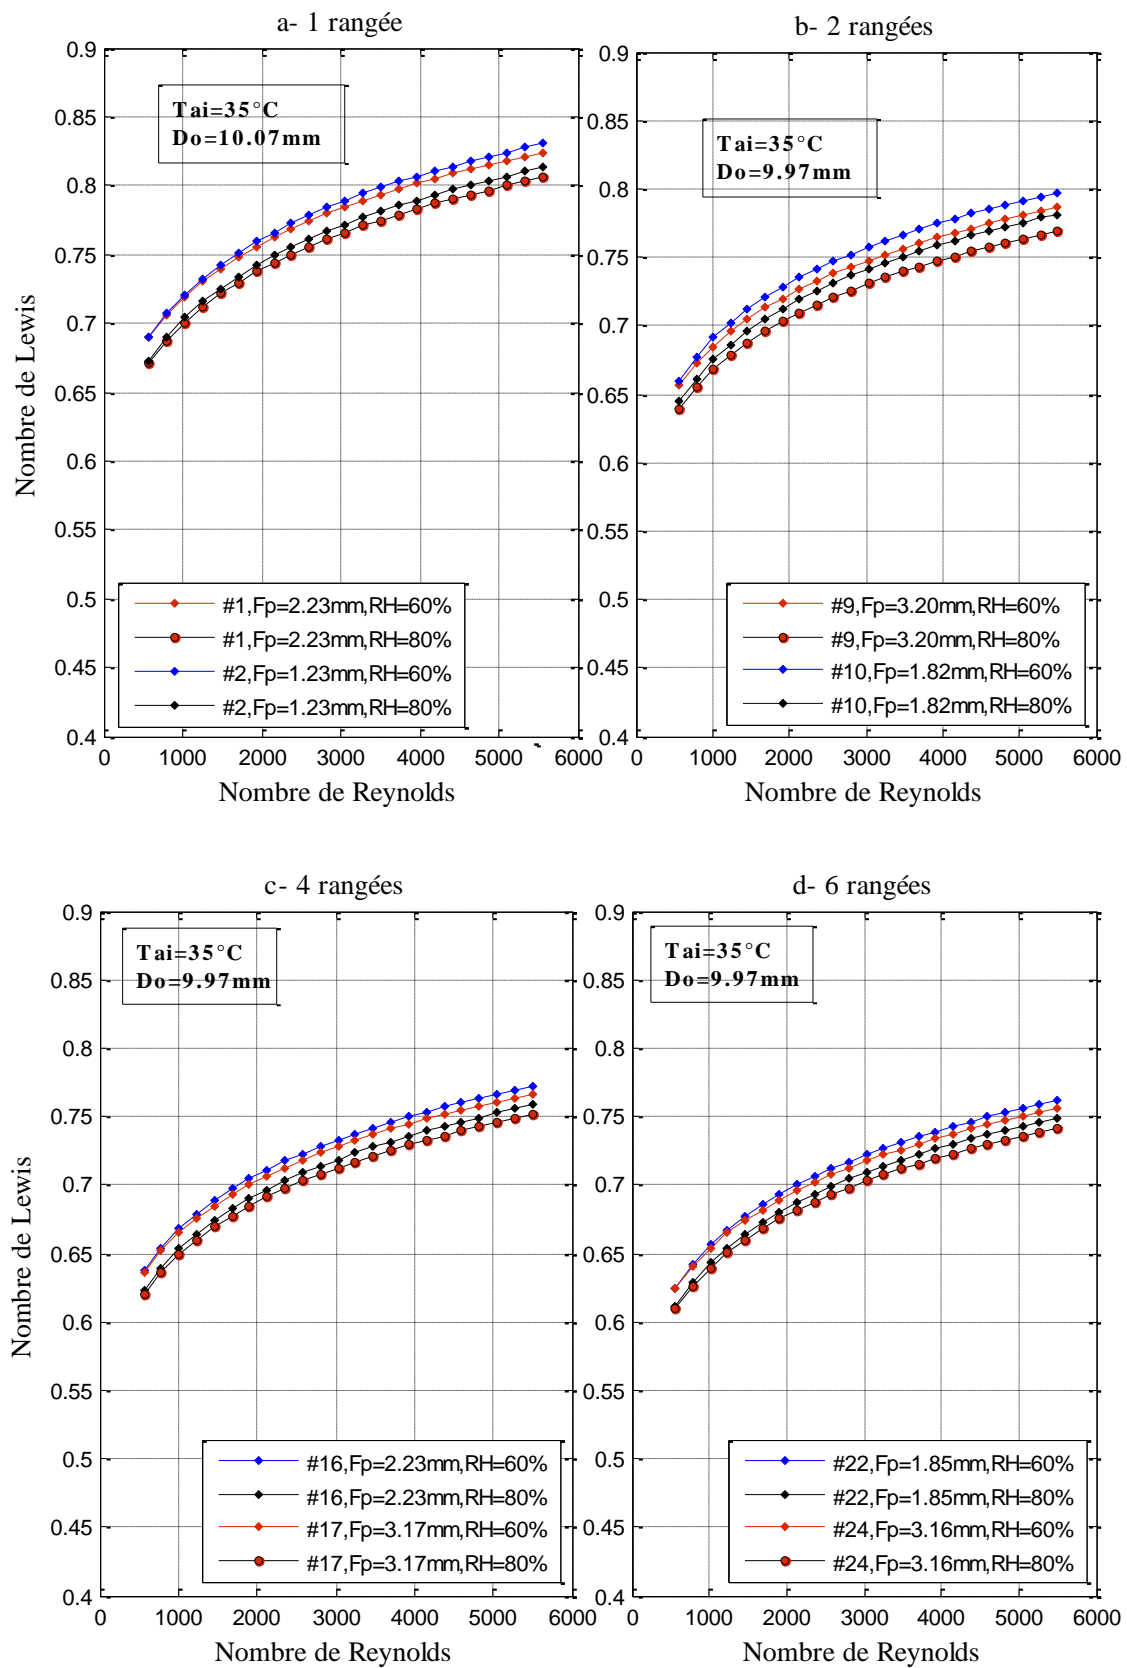 a- 1 rangée
0.9
0.85
0.8
0.75
0.7
0.65
0.6
0.55
0.5
0.45
0.4
Nombre de Lewis
Tai=35°C
Do=10.07mm
#1,Fp=2.23mm,RH=60%
#1,Fp=2.23mm,RH=80%
#2,Fp=1.23mm,RH=60%
#2,Fp=1.23mm,RH=80%
0 1000 2000 3000 4000 5000 6000
Nombre de Reynolds
b- 2 rangées
0.9
0.85
0.8
0.75
0.7
0.65
0.6
0.55
0.5
0.45
0.4
Tai=35°C
Do=9.97mm
#9,Fp=3.20mm,RH=60%
#9,Fp=3.20mm,RH=80%
#10,Fp=1.82mm,RH=60%
#10,Fp=1.82mm,RH=80%
0 1000 2000 3000 4000 5000 6000
Nombre de Reynolds
c- 4 rangées
0.9
0.85
0.8
0.75
0.7
0.65
0.6
0.55
0.5
0.45
0.4
Nombre de Lewis
Tai=35°C
Do=9.97mm
#16,Fp=2.23mm,RH=60%
#16,Fp=2.23mm,RH=80%
#17,Fp=3.17mm,RH=60%
#17,Fp=3.17mm,RH=80%
0 1000 2000 3000 4000 5000 6000
Nombre de Reynolds
d- 6 rangées
0.9
0.85
0.8
0.75
0.7
0.65
0.6
0.55
0.5
0.45
0.4
Tai=35°C
Do=9.97mm
#22,Fp=1.85mm,RH=60%
#22,Fp=1.85mm,RH=80%
#24,Fp=3.16mm,RH=60%
#24,Fp=3.16mm,RH=80%
0 1000 2000 3000 4000 5000 6000
Nombre de Reynolds